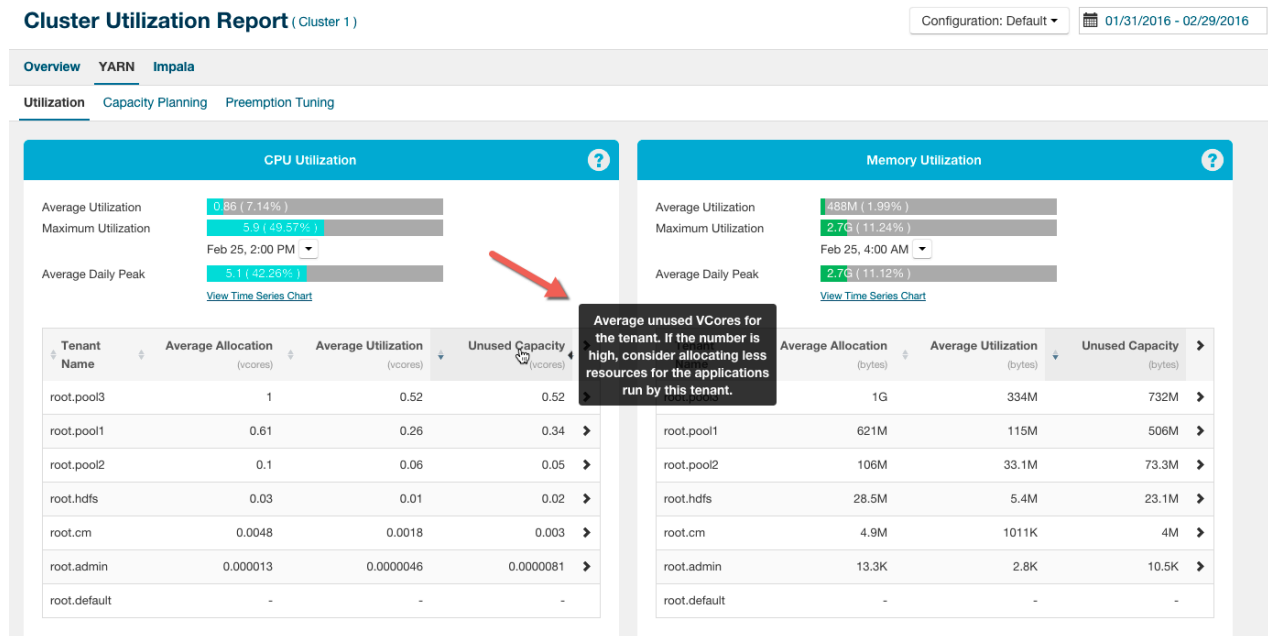 Cluster Utilization Report ( Cluster 1 )
Configuration: Default
01/31/2016 - 02/29/2016
Overview YARN Impala
Utilization Capacity Planning Preemption Tuning
CPU Utilization ?
Average Utilization 0.86 ( 7.14% )
Maximum Utilization 5.9 ( 49.57% )
Feb 25, 2:00 PM
Average Daily Peak 5.1 ( 42.26% )
View Time Series Chart
Tenant Name Average Allocation (vcores) Average Utilization (vcores) Unused Capacity (vcores)
root.pool3 1 0.52 0.52
root.pool1 0.61 0.26 0.34
root.pool2 0.1 0.06 0.05
root.hdfs 0.03 0.01 0.02
root.cm 0.0048 0.0018 0.003
root.admin 0.000013 0.0000046 0.0000081
root.default - - -
Average unused VCores for
the tenant. If the number is
high, consider allocating less
resources for the applications
run by this tenant.
Memory Utilization ?
Average Utilization 488M ( 1.99% )
Maximum Utilization 2.7G ( 11.24% )
Feb 25, 4:00 AM
Average Daily Peak 2.7G ( 11.12% )
View Time Series Chart
Tenant Name Average Allocation (bytes) Average Utilization (bytes) Unused Capacity (bytes)
root.pool3 1G 334M 732M
root.pool1 621M 115M 506M
root.pool2 106M 33.1M 73.3M
root.hdfs 28.5M 5.4M 23.1M
root.cm 4.9M 1011K 4M
root.admin 13.3K 2.8K 10.5K
root.default - - -